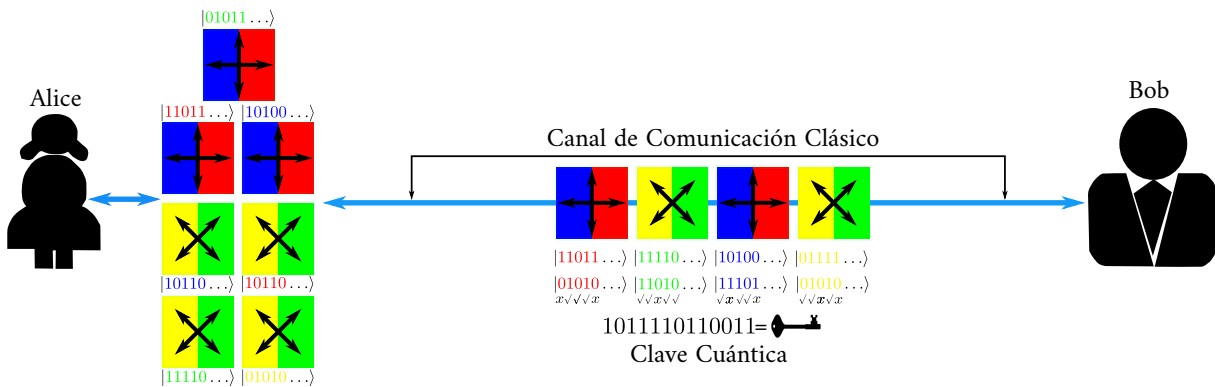 |01011...⟩
Alice
|11011...⟩ |10100...⟩
|10110...⟩ |10110...⟩
|11110...⟩ |01010...⟩
Canal de Comunicación Clásico
|11011...⟩ |11110...⟩ |10100...⟩ |01111...⟩
|01010...⟩ |11010...⟩ |11101...⟩ |01010...⟩
x√√√x √√x√√ √x√√x √√x√x
1011110110011=
Clave Cuántica
Bob